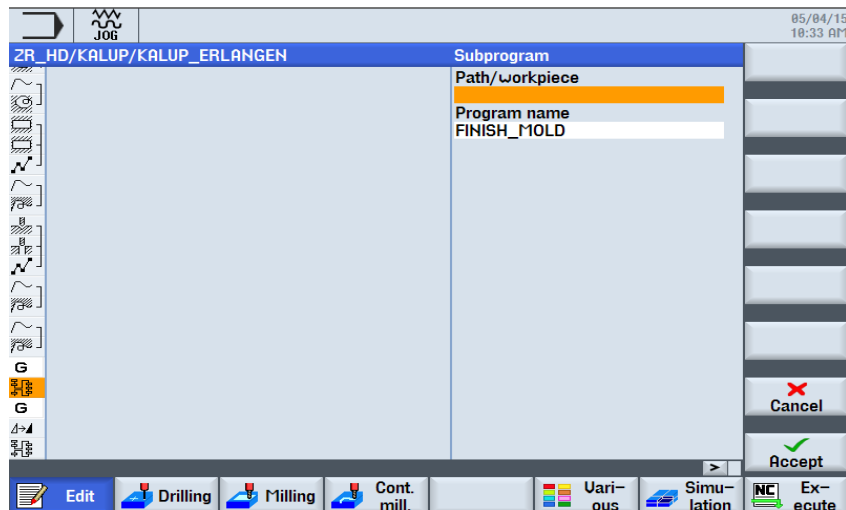 05/04/15
10:33 AM
JOG
ZR_HD/KALUP/KALUP_ERLANGEN
Subprogram
Path/workpiece
Program name
FINISH_MOLD
G
G
Cancel
>
Accept
Edit
Drilling
Milling
Cont.
mill.
Vari-
ous
Simu-
lation
NC
Ex-
ecute